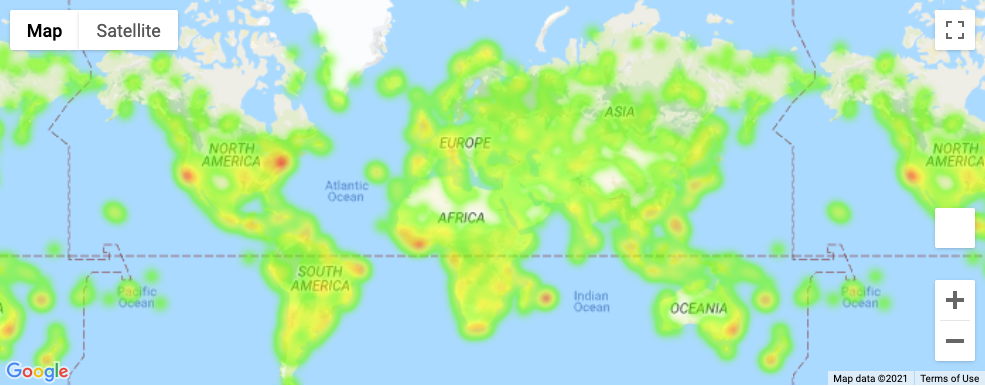 Map
Satellite
NORTH
AMERICA
EUROPE
ASIA
NORTH
AMERICA
Atlantic
Ocean
AFRICA
SOUTH
AMERICA
Pacific
Ocean
Indian
Ocean
OCEANIA
Pacific
Ocean
Google
Map data ©2021
Terms of Use